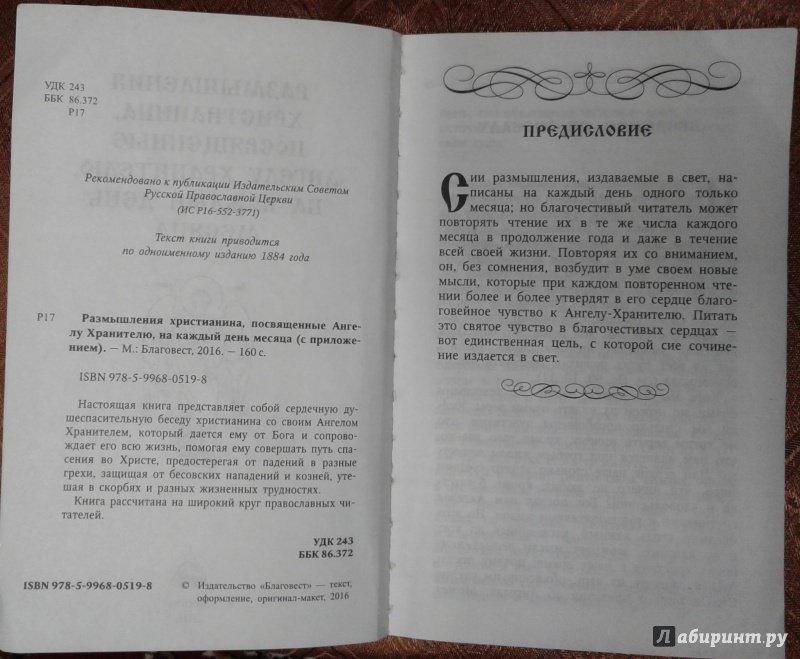 УДК 243
ББК 86.372
Р17
Рекомендовано к публикации Издательским Советом
Русской Православной Церкви
(ИС Р16-552-3771)
Текст книги приводится
по одноименному изданию 1884 года
Р17 Размышления христианина, посвященные Анге-
лу Хранителю, на каждый день месяца (с приложе-
нием). — М.: Благовест, 2016. — 160 с.
ISBN 978-5-9968-0519-8
Настоящая книга представляет собой сердечную ду-
шеспасительную беседу христианина со своим Ангелом
Хранителем, который дается ему от Бога и сопрово-
ждает его всю жизнь, помогая ему совершать путь спа-
сения во Христе, предостерегая от падений в разные
грехи, защищая от бесовских нападений и козней, уте-
шая в скорбях и разных жизненных трудностях.
Книга рассчитана на широкий круг православных чи-
тателей.
УДК 243
ББК 86.372
ISBN 978-5-9968-0519-8
© Издательство «Благовест» — текст,
оформление, оригинал-макет, 2016
ПРЕДИСЛОВИЕ
Сии размышления, издаваемые в свет, на-
писаны на каждый день одного только
месяца; но благочестивый читатель может
повторять чтение их в те же числа каждого
месяца в продолжение года и даже в течение
всей своей жизни. Повторяя их со вниманием,
он, без сомнения, возбудит в уме своем новые
мысли, которые при каждом повторенном чте-
нии более и более утвердят в его сердце благо-
говейное чувство к Ангелу-Хранителю. Питать
это святое чувство в благочестивых сердцах —
вот единственная цель, с которой сие сочине-
ние издается в свет.
Лабиринт.ру